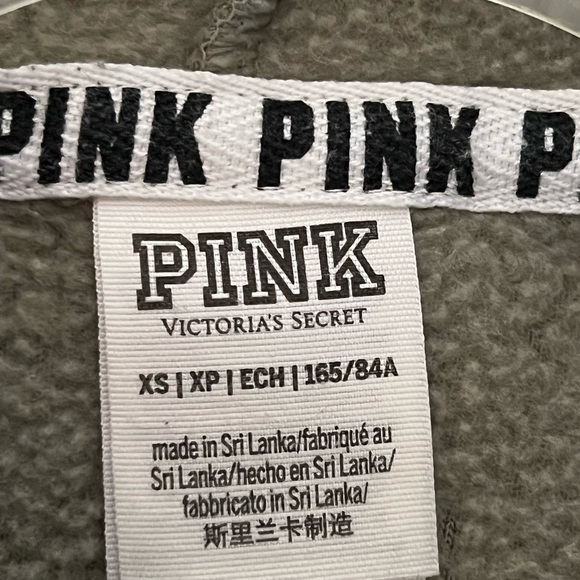 PINK PINK P
PINK
VICTORIA'S SECRET
XS | XP | ECH | 165/84A
made in Sri Lanka/fabriqué au
Sri Lanka/hecho en Sri Lanka/
fabbricato in Sri Lanka/
斯里兰卡制造